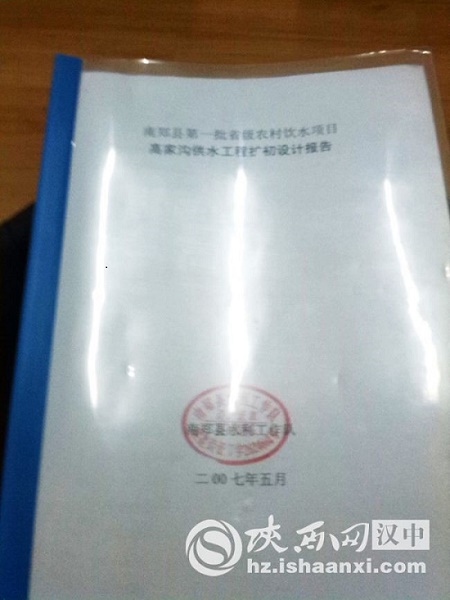 南郑县第一批省级农村饮水项目
高家沟供水工程扩初设计报告
南郑县水利工作队
二00七年五月
陕西网 汉中
hz.ishaanxi.com